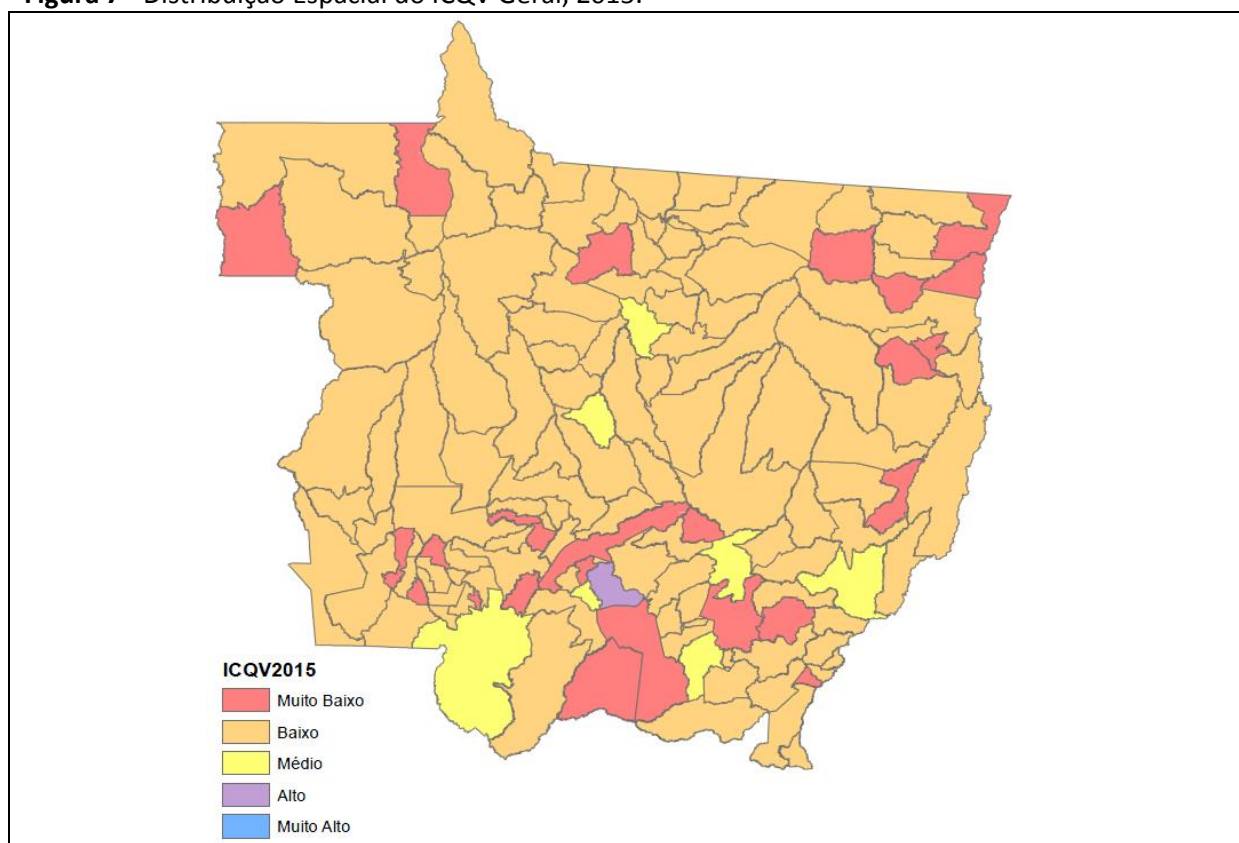 Figura 7 - Distribuição Espacial do ICQV Geral, 2015.
ICQV2015
Muito Baixo
Baixo
Médio
Alto
Muito Alto